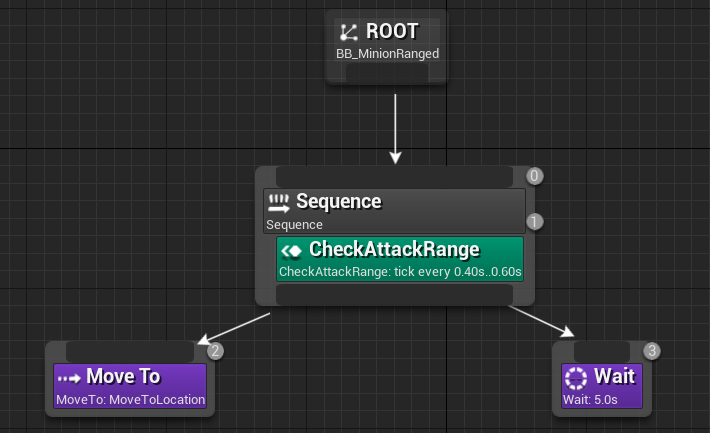 ROOT
BB_MinionRanged
0
Sequence
1
Sequence
CheckAttackRange
CheckAttackRange: tick every 0.40s..0.60s
2
Move To
MoveTo: MoveToLocation
3
Wait
Wait: 5.0s